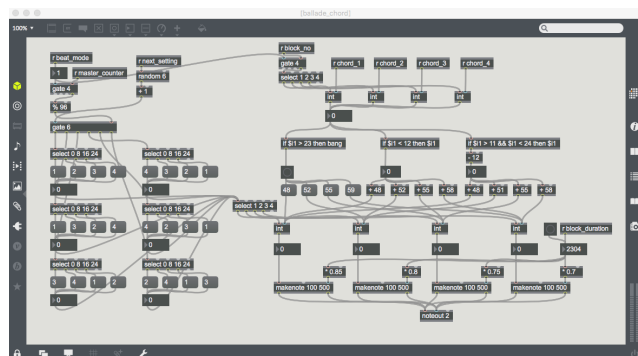 [ballade_chord]
100%
r beat_mode
r next_setting
r block_no
1
r master_counter
random 6
gate 4
r chord_1
r chord_2
r chord_3
r chord_4
gate 4
+ 1
select 1 2 3 4
% 96
int
int
int
int
gate 6
0
select 0 8 16 24
select 0 8 16 24
if $i1 > 23 then bang
if $i1 < 12 then $i1
if $i1 > 11 && $i1 < 24 then $i1
- 12
1
2
3
4
3
4
2
1
0
0
0
0
48
52
55
59
+ 48
+ 52
+ 55
+ 58
+ 48
+ 51
+ 55
+ 58
select 0 8 16 24
select 0 8 16 24
select 1 2 3 4
1
3
2
4
4
2
3
1
int
int
int
int
r block_duration
0
0
0
0
0
0
2304
select 0 8 16 24
select 0 8 16 24
* 0.85
* 0.8
* 0.75
* 0.7
3
4
1
2
2
4
1
3
makenote 100 500
makenote 100 500
makenote 100 500
makenote 100 500
0
0
noteout 2